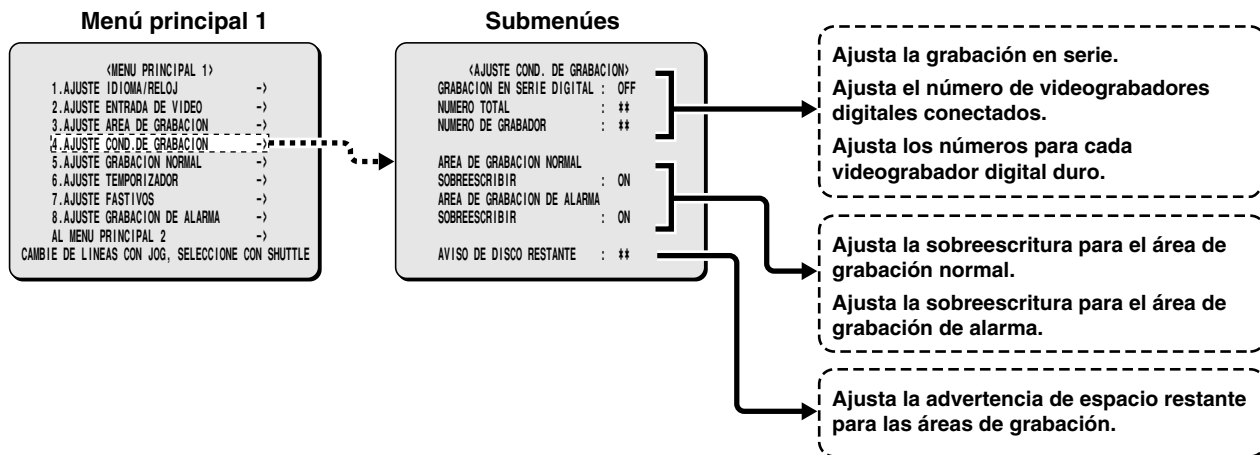 Menú principal 1
<MENU PRINCIPAL 1>
1.AJUSTE IDIOMA/RELOJ ->
2.AJUSTE ENTRADA DE VIDEO ->
3.AJUSTE AREA DE GRABACION ->
4.AJUSTE COND.DE GRABACION ->
5.AJUSTE GRABACION NORMAL ->
6.AJUSTE TEMPORIZADOR ->
7.AJUSTE FASTIVOS ->
8.AJUSTE GRABACION DE ALARMA ->
AL MENU PRINCIPAL 2 ->
CAMBIE DE LINEAS CON JOG, SELECCIONE CON SHUTTLE
Submenúes
<AJUSTE COND. DE GRABACION>
GRABACION EN SERIE DIGITAL : OFF
NUMERO TOTAL : **
NUMERO DE GRABADOR : **
AREA DE GRABACION NORMAL
SOBREESCRIBIR : ON
AREA DE GRABACION DE ALARMA
SOBREESCRIBIR : ON
AVISO DE DISCO RESTANTE : **
Ajusta la grabación en serie.
Ajusta el número de videograbadores
digitales conectados.
Ajusta los números para cada
videograbador digital duro.
Ajusta la sobreescritura para el área de
grabación normal.
Ajusta la sobreescritura para el área de
grabación de alarma.
Ajusta la advertencia de espacio restante
para las áreas de grabación.